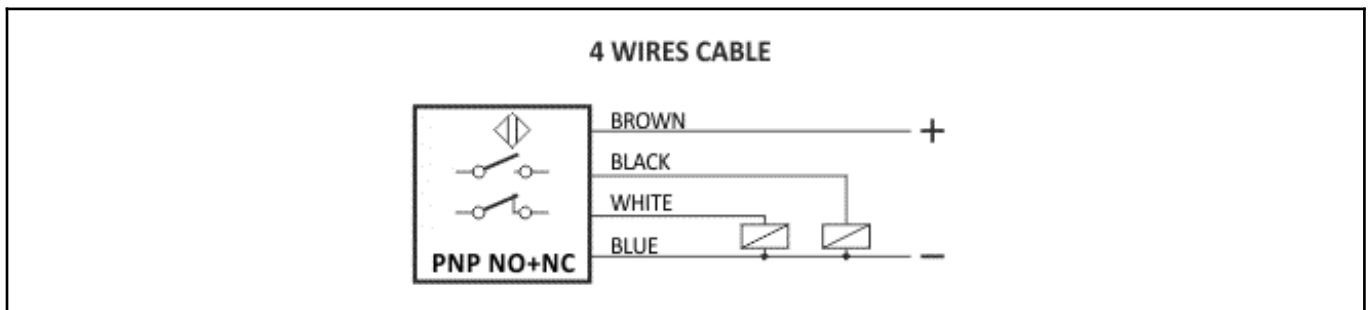 4 WIRES CABLE
BROWN
+
BLACK
WHITE
BLUE
−
PNP NO+NC